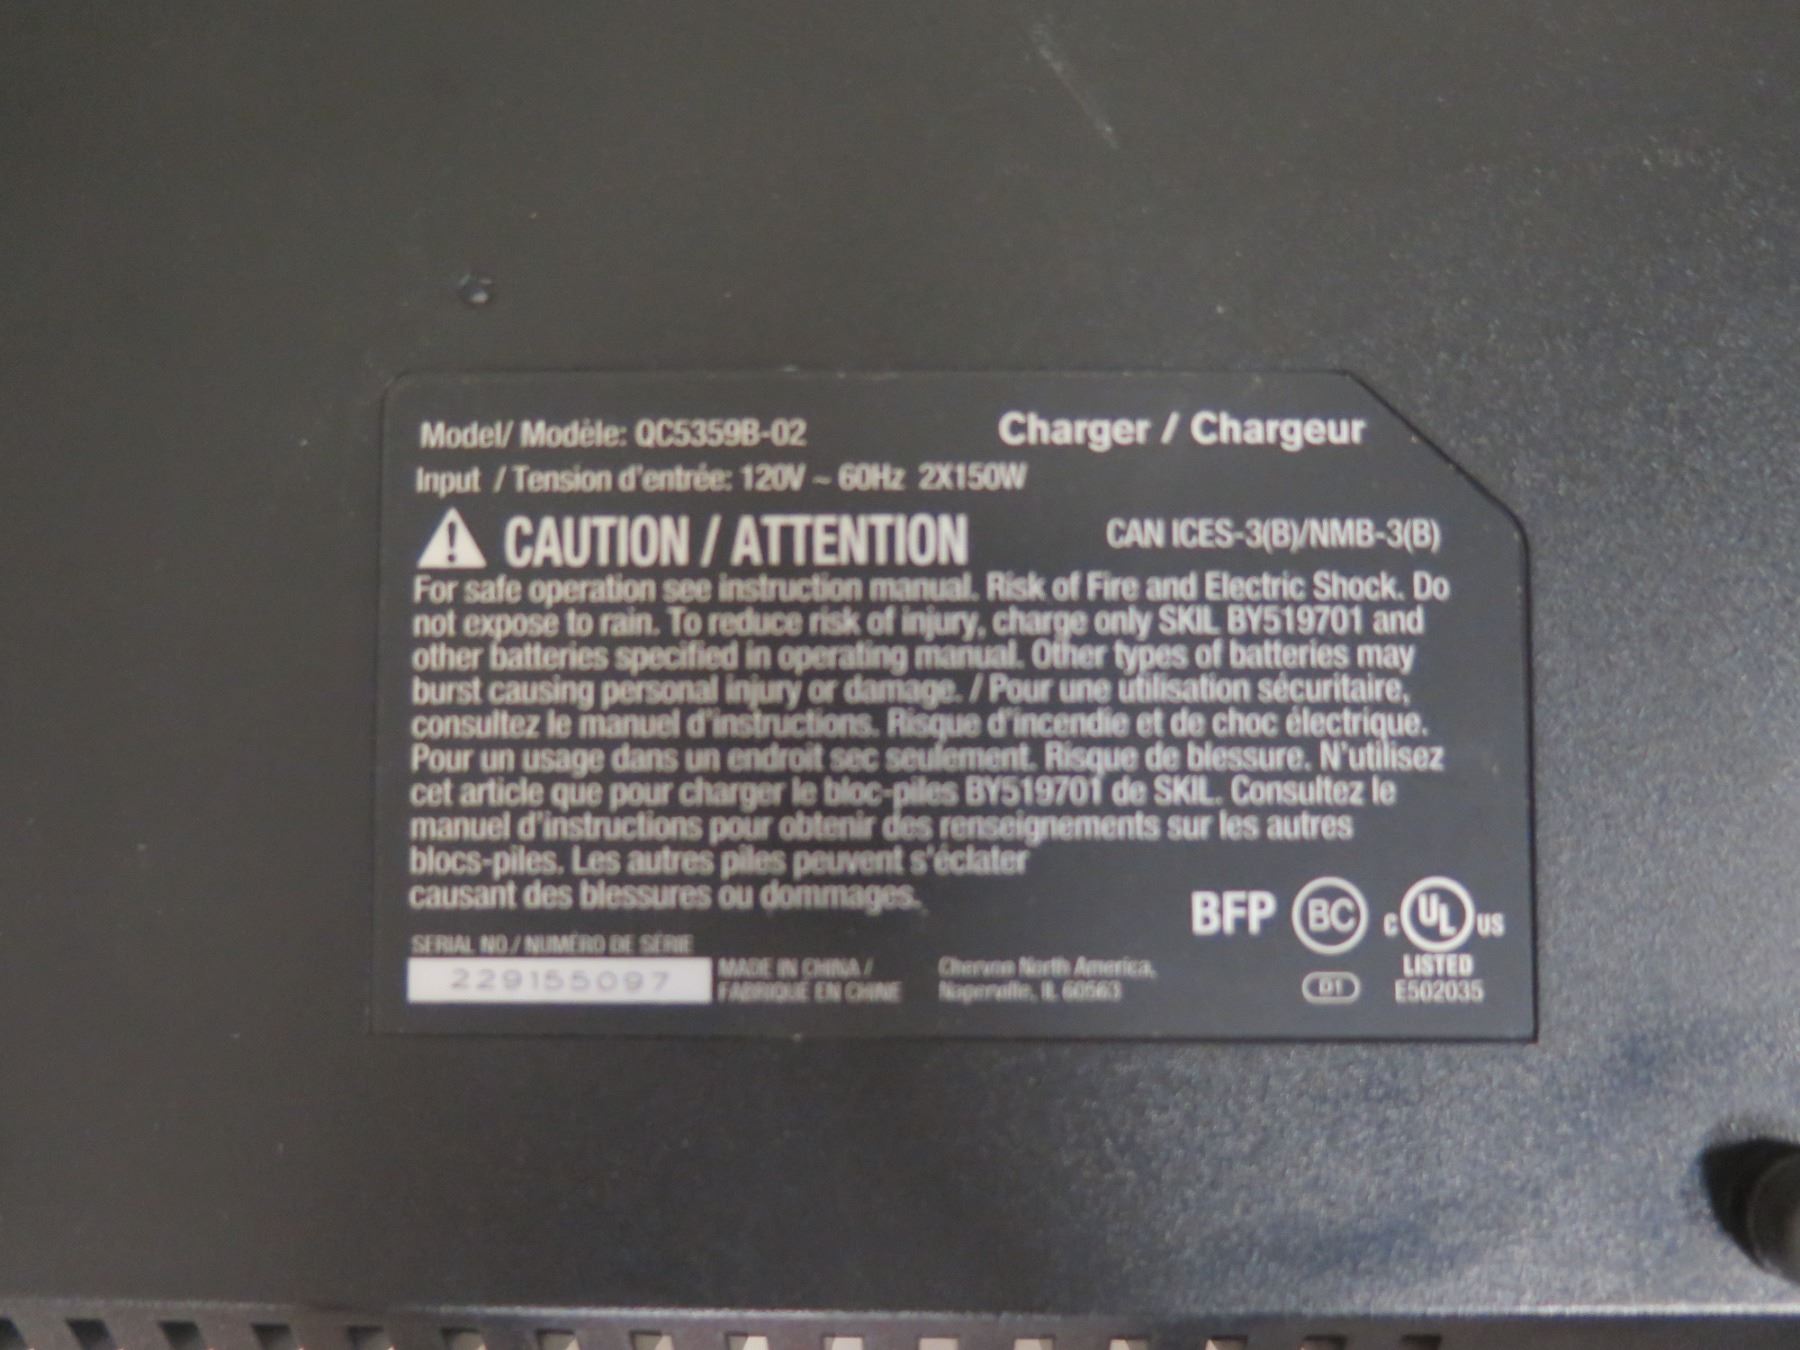 Model/ Modèle: QC5359B-02
Charger / Chargeur
Input / Tension d'entrée: 120V ~ 60Hz 2X150W
CAUTION / ATTENTION
CAN ICES-3(B)/NMB-3(B)
For safe operation see instruction manual. Risk of Fire and Electric Shock. Do
not expose to rain. To reduce risk of injury, charge only SKIL BY519701 and
other batteries specified in operating manual. Other types of batteries may
burst causing personal injury or damage. / Pour une utilisation sécuritaire,
consultez le manuel d'instructions. Risque d'incendie et de choc électrique.
Pour un usage dans un endroit sec seulement. Risque de blessure. N'utilisez
cet article que pour charger le bloc-piles BY519701 de SKIL. Consultez le
manuel d'instructions pour obtenir des renseignements sur les autres
blocs-piles. Les autres piles peuvent s'éclater
causant des blessures ou dommages.
BFP BC c UL US
LISTED
E502035
D1
SERIAL NO./ NUMÉRO DE SÉRIE
229155097
MADE IN CHINA /
FABRIQUÉ EN CHINE
Chervon North America,
Naperville, IL 60563